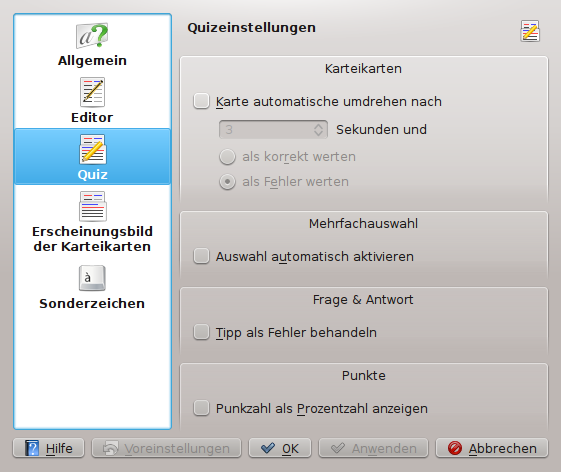 Allgemein
Editor
Quiz
Erscheinungsbild
der Karteikarten
Sonderzeichen
Quizeinstellungen
Karteikarten
Karte automatische umdrehen nach
3 Sekunden und
als korrekt werten
als Fehler werten
Mehrfachauswahl
Auswahl automatisch aktivieren
Frage & Antwort
Tipp als Fehler behandeln
Punkte
Punkzahl als Prozentzahl anzeigen
Hilfe Voreinstellungen OK Anwenden Abbrechen